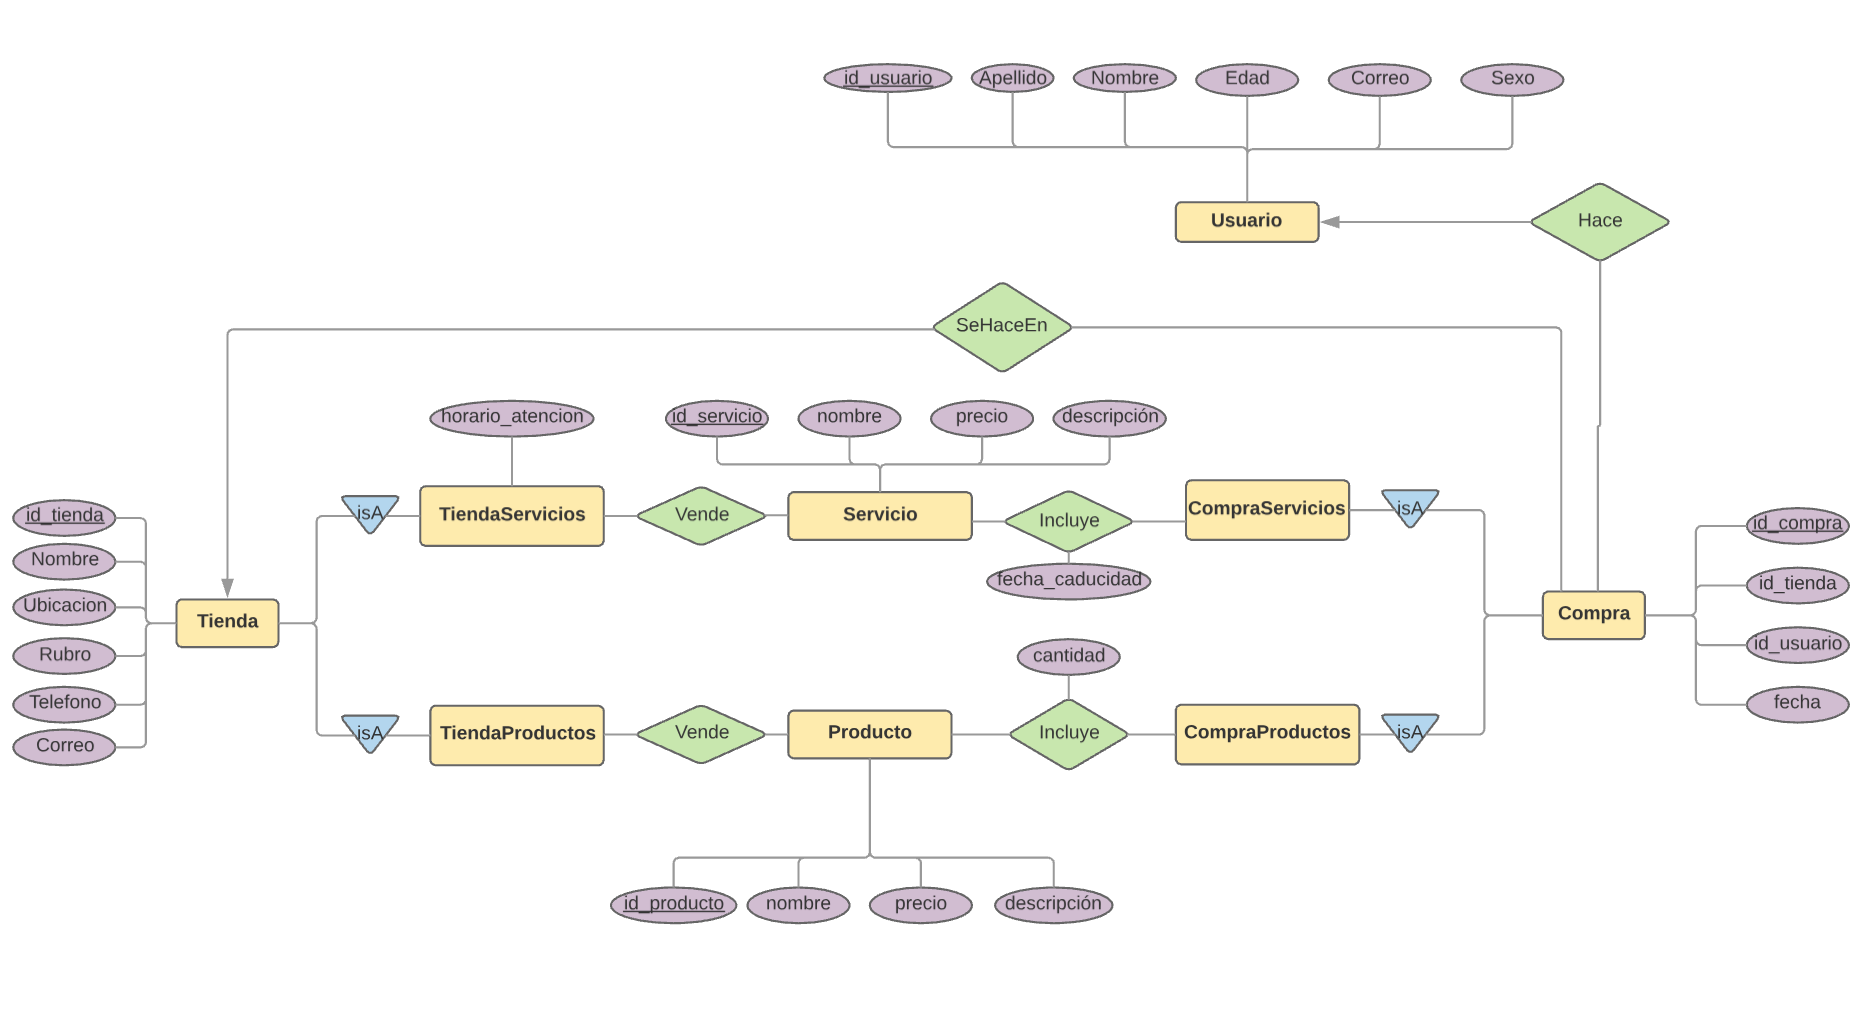 id_usuario
Apellido
Nombre
Edad
Correo
Sexo
Usuario
Hace
SeHaceEn
horario_atencion
id_servicio
nombre
precio
descripción
isA
TiendaServicios
Vende
Servicio
Incluye
CompraServicios
isA
id_tienda
Nombre
Ubicacion
Rubro
Telefono
Correo
Tienda
fecha_caducidad
Compra
id_compra
id_tienda
id_usuario
fecha
cantidad
isA
TiendaProductos
Vende
Producto
Incluye
CompraProductos
isA
id_producto
nombre
precio
descripción